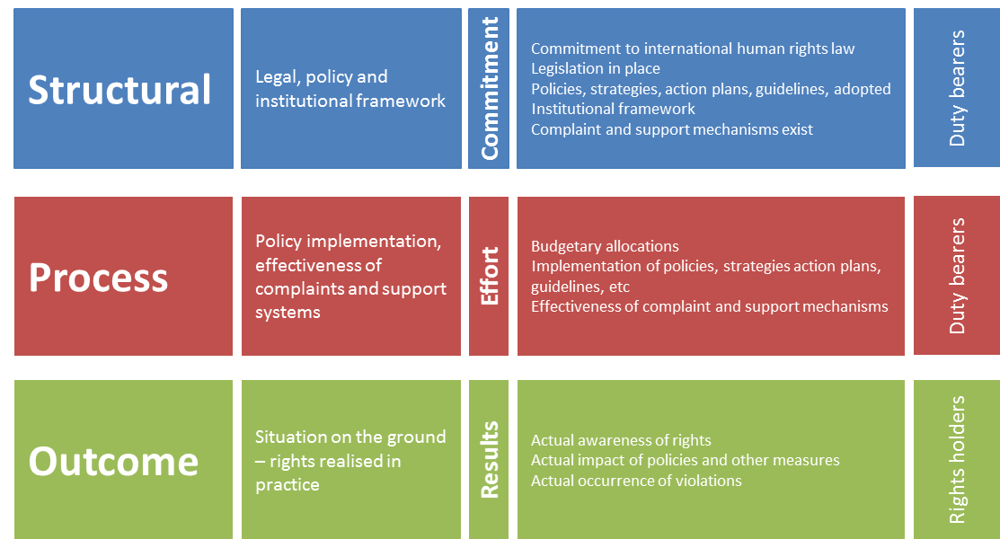 Structural
Legal, policy and
institutional framework
Commitment
Commitment to international human rights law
Legislation in place
Policies, strategies, action plans, guidelines, adopted
Institutional framework
Complaint and support mechanisms exist
Duty bearers
Process
Policy implementation,
effectiveness of
complaints and support
systems
Effort
Budgetary allocations
Implementation of policies, strategies action plans,
guidelines, etc
Effectiveness of complaint and support mechanisms
Duty bearers
Outcome
Situation on the ground
– rights realised in
practice
Results
Actual awareness of rights
Actual impact of policies and other measures
Actual occurrence of violations
Rights holders